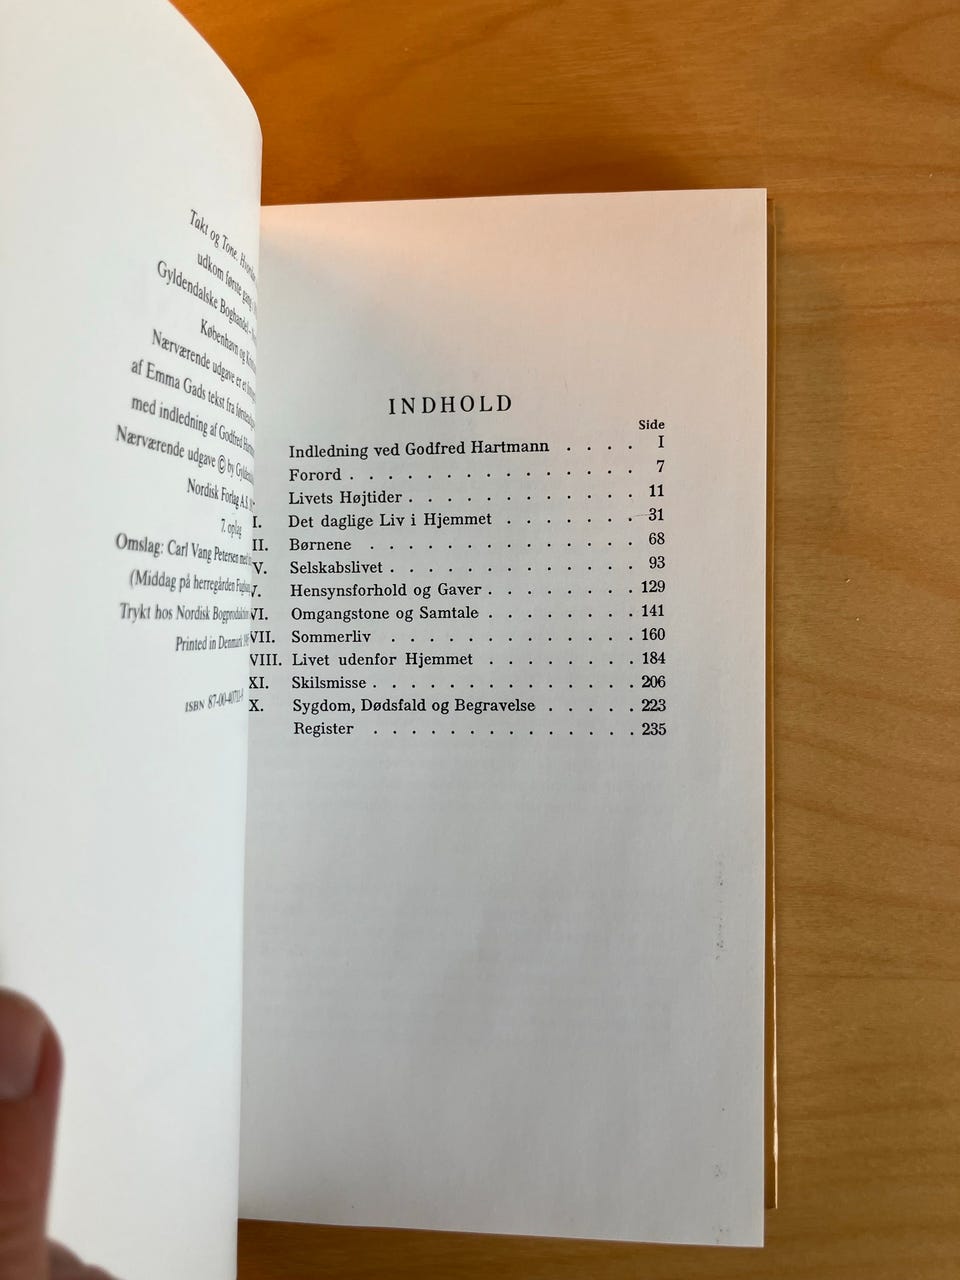 Takt og Tone. Hvordan
udkom første gang
Gyldendalske Boghandel -
København og
Nærværende udgave er et
af Emma Gads tekst fra
med indledning af Godfred
Nærværende udgave © by
Nordisk Forlag A.S.
7. oplag
Omslag: Carl Vang Petersen med
(Middag på herregården
Trykt hos Nordisk
Printed in Denmark
ISBN
INDHOLD
Side
Indledning ved Godfred Hartmann . . . . I
Forord . . . . . . . . . . . . . . . 7
Livets Højtider . . . . . . . . . . . . 11
I. Det daglige Liv i Hjemmet . . . . . . . 31
II. Børnene . . . . . . . . . . . . . . 68
V. Selskabslivet . . . . . . . . . . . . . 93
V. Hensynsforhold og Gaver . . . . . . . . 129
VI. Omgangstone og Samtale . . . . . . . . 141
VII. Sommerliv . . . . . . . . . . . . . 160
VIII. Livet udenfor Hjemmet . . . . . . . . 184
XI. Skilsmisse . . . . . . . . . . . . . . 206
X. Sygdom, Dødsfald og Begravelse . . . . . 223
Register . . . . . . . . . . . . . . 235